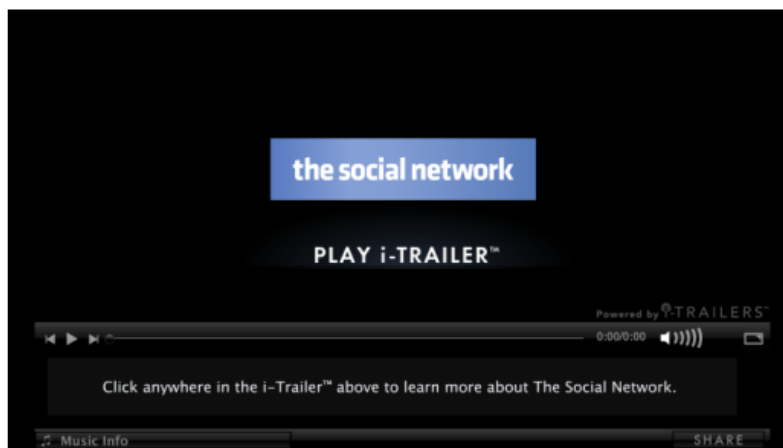 the social network
PLAY i-TRAILER™
Powered by i-TRAILERS™
0:00/0:00
Click anywhere in the i-Trailer™ above to learn more about The Social Network.
♫ Music Info
SHARE